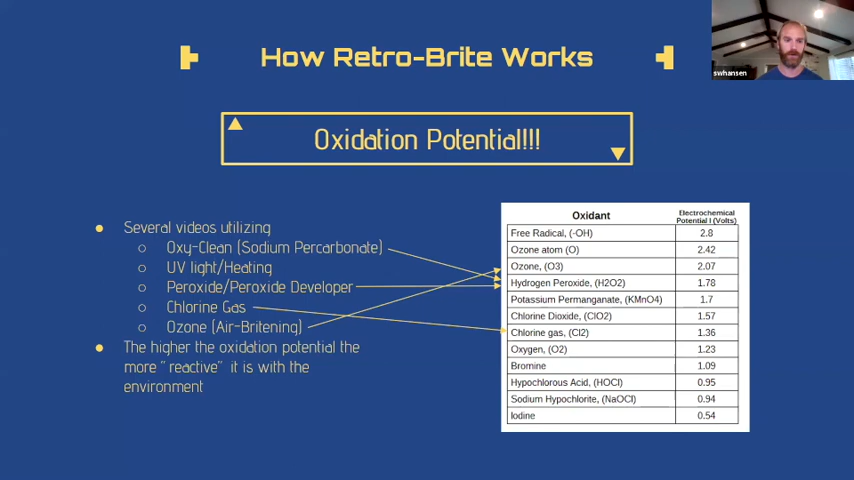 How Retro-Brite Works
swhansen
Oxidation Potential!!!
● Several videos utilizing
○ Oxy-Clean (Sodium Percarbonate)
○ UV light/Heating
○ Peroxide/Peroxide Developer
○ Chlorine Gas
○ Ozone (Air-Britening)
● The higher the oxidation potential the
more "reactive" it is with the
environment
Oxidant Electrochemical
Potential I (Volts)
Free Radical, (·OH) 2.8
Ozone atom (O) 2.42
Ozone, (O3) 2.07
Hydrogen Peroxide, (H2O2) 1.78
Potassium Permanganate, (KMnO4) 1.7
Chlorine Dioxide, (ClO2) 1.57
Chlorine gas, (Cl2) 1.36
Oxygen, (O2) 1.23
Bromine 1.09
Hypochlorous Acid, (HOCl) 0.95
Sodium Hypochlorite, (NaOCl) 0.94
Iodine 0.54